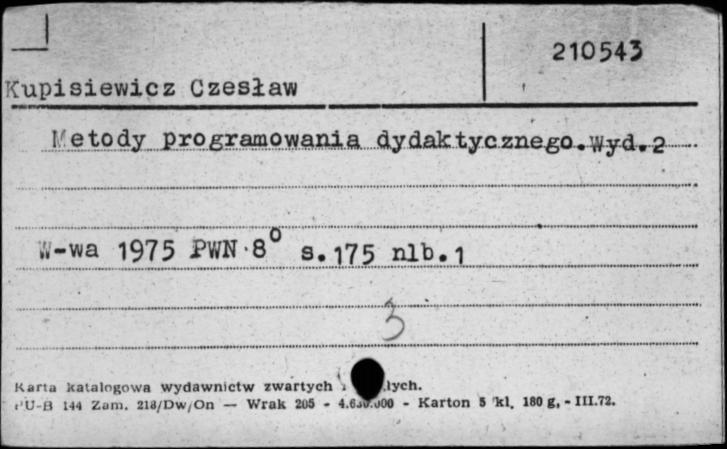 210543
Kupisiewicz Czesław
Metody programowania dydaktycznego.Wyd.2
W-wa 1975 PWN 8° s.175 nlb.1
3
Karta katalogowa wydawnictw zwartych
PU-B 144 Zam. 218/Dw/On — Wrak 205 - - Karton 5 kl. 180 g, - III.72.